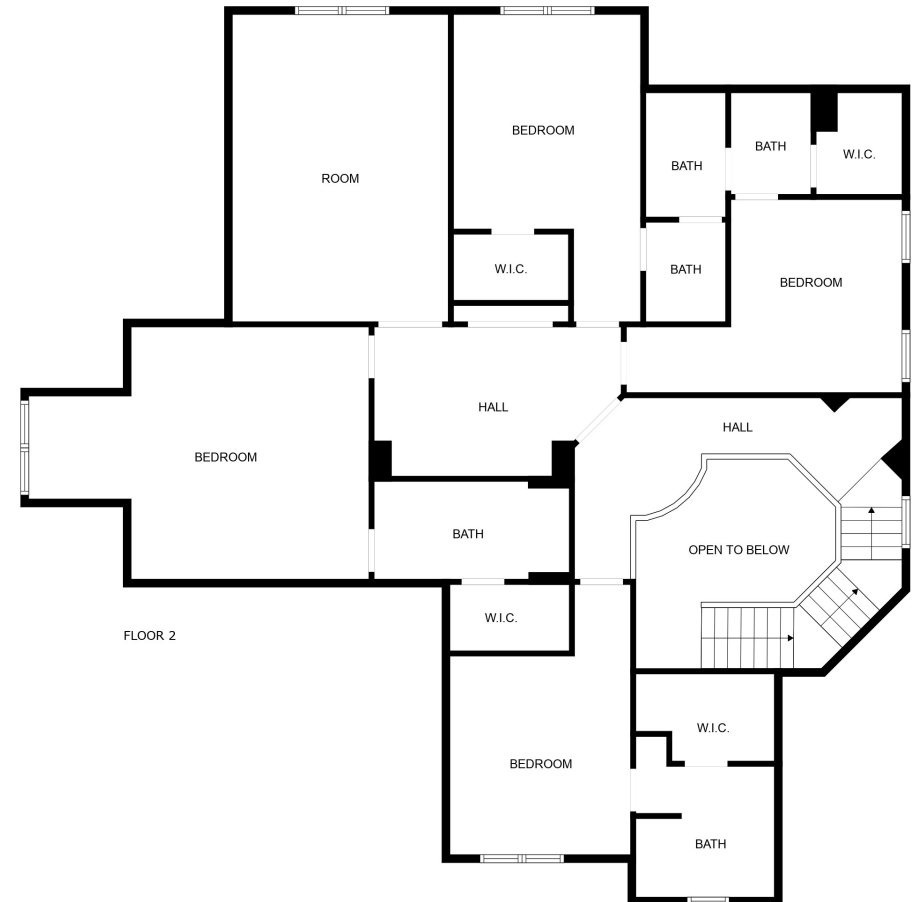 BEDROOM
BATH
BATH
W.I.C.
ROOM
W.I.C.
BATH
BEDROOM
HALL
HALL
BEDROOM
BATH
OPEN TO BELOW
W.I.C.
FLOOR 2
W.I.C.
BEDROOM
BATH